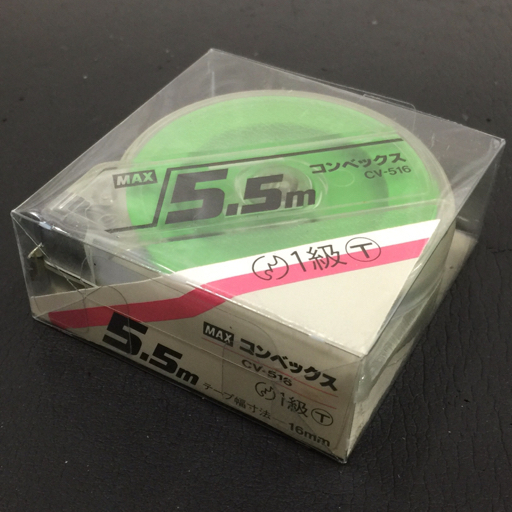 MAX
5.5m
コンベックス
CV-516
1級 T
5.5m
MAX コンベックス
CV-516
1級 T
テープ幅寸法―16mm